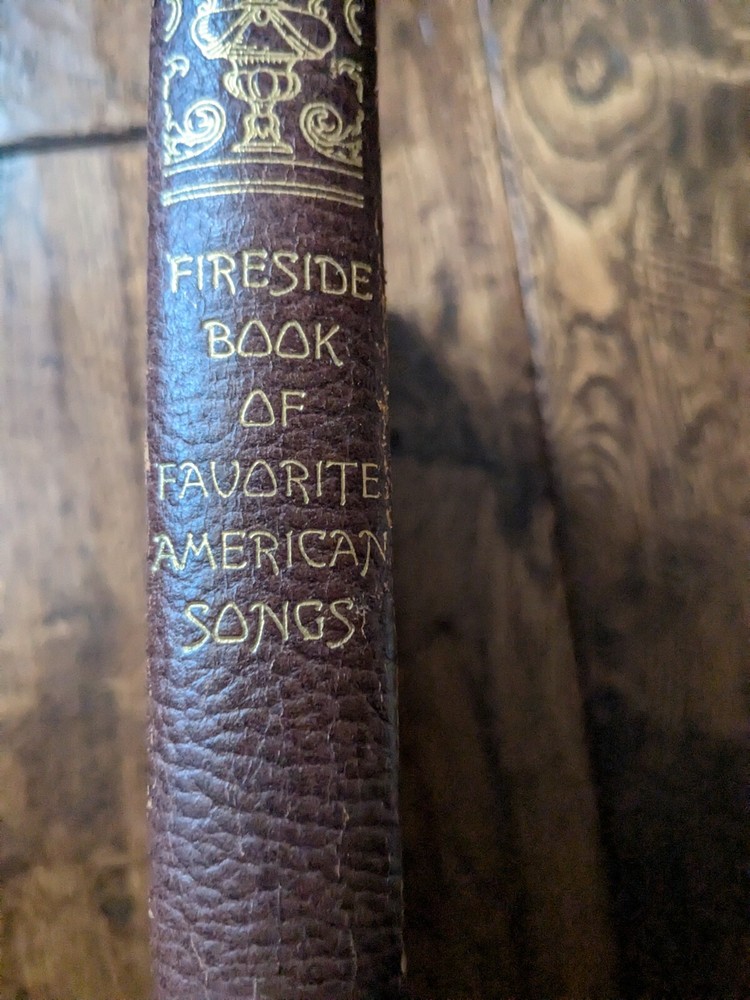 FIRESIDE
BOOK
OF
FAVORITE
AMERICAN
SONGS